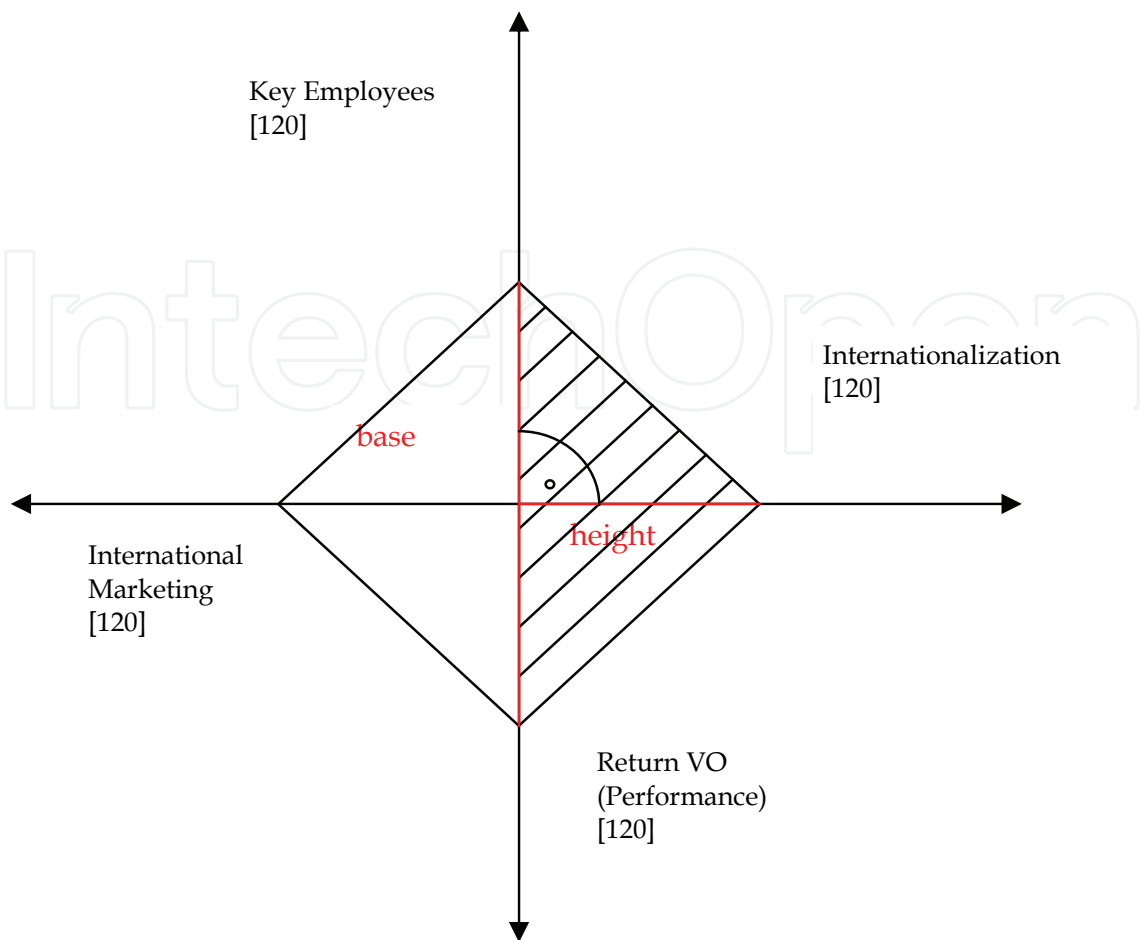 Key Employees
[120]
IntechOpen
Internationalization
[120]
base
height
International
Marketing
[120]
Return VO
(Performance)
[120]